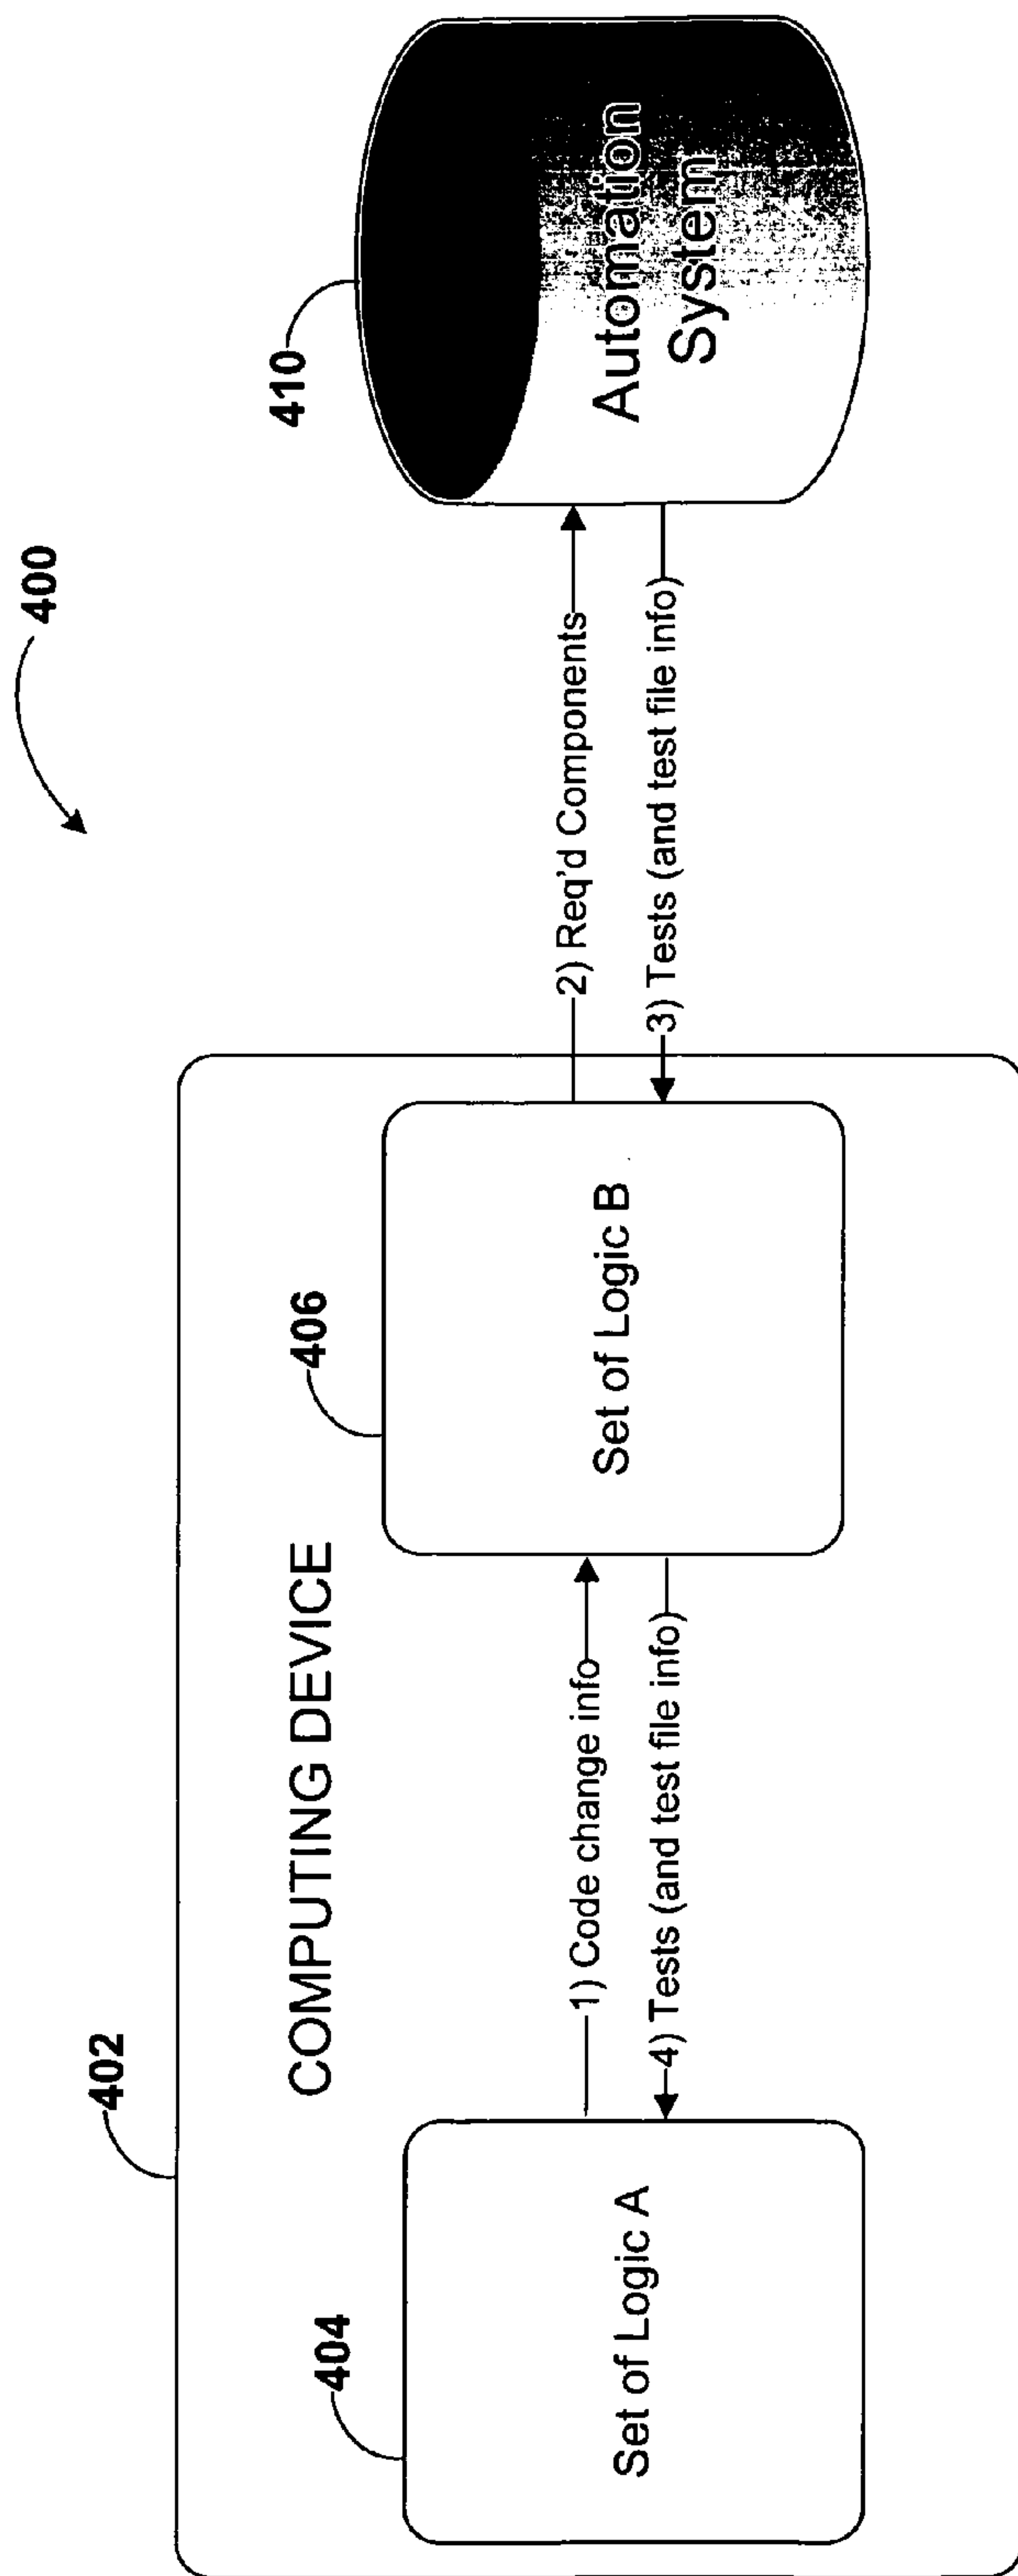 400
402
COMPUTING DEVICE
404
Set of Logic A
1) Code change info
4) Tests (and test file info)
406
Set of Logic B
2) Req'd Components
3) Tests (and test file info)
410
Automation
System